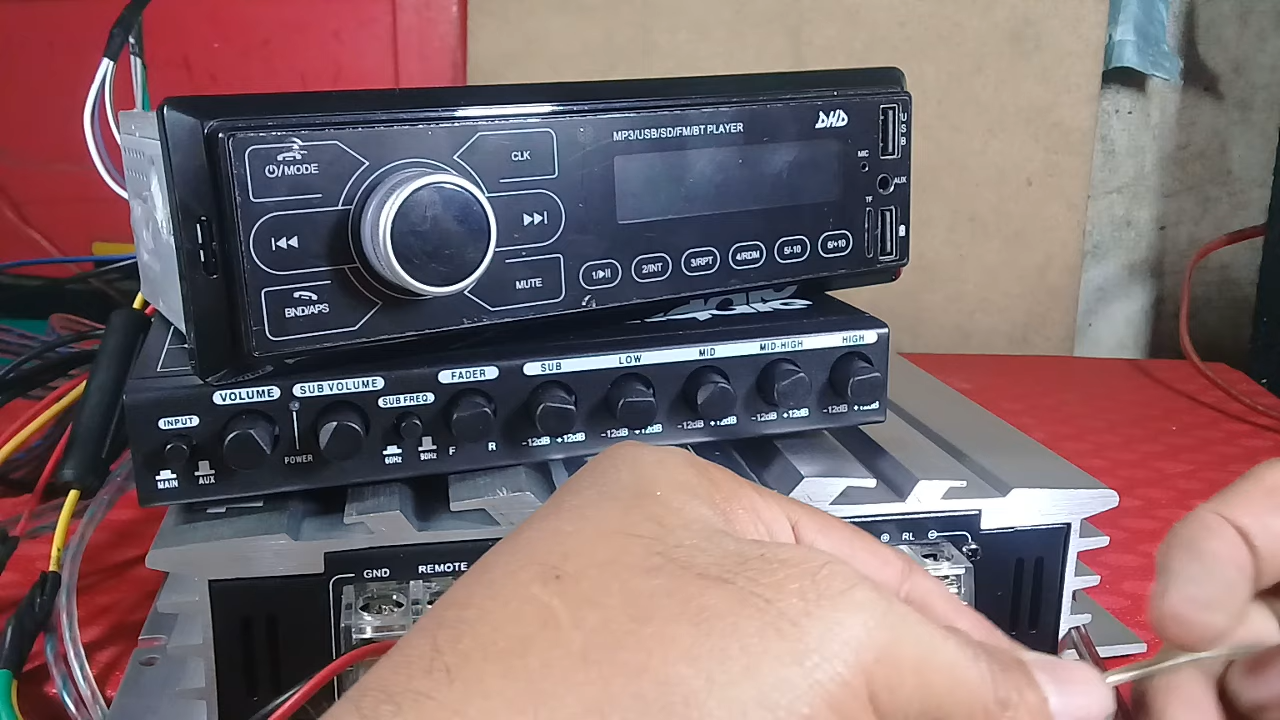 DHD
MP3/USB/SD/FM/BT PLAYER
USB
⏻/MODE
CLK
MIC
AUX
TF
MUTE
BND/APS
1/▶||
2/INT
3/RPT
4/RDM
5/-10
6/+10
INPUT
VOLUME
SUB VOLUME
SUB FREQ.
FADER
SUB
LOW
MID
MID-HIGH
HIGH
MAIN
AUX
POWER
60Hz
90Hz
F
R
-12dB +12dB
-12dB +12dB
-12dB +12dB
-12dB +12dB
-12dB
GND
REMOTE
⊕ RL ⊖